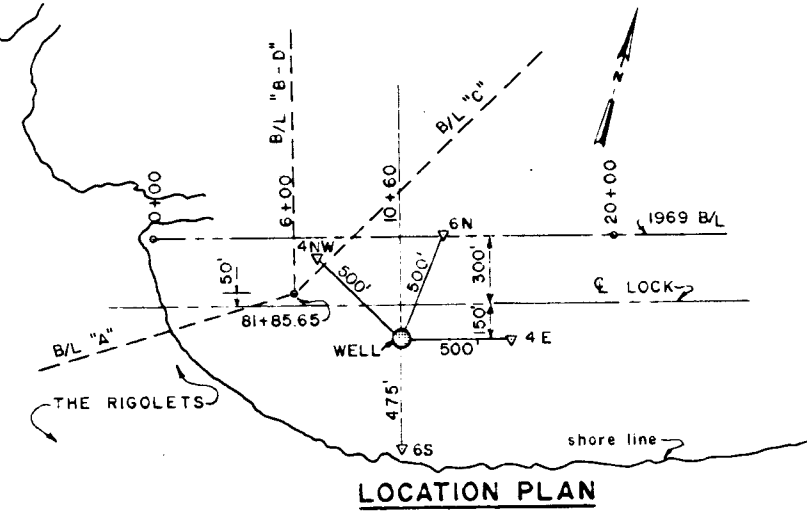 B/L "B-D"
B/L "C"
N
0+00
6+00
10+60
20+00
6N
1969 B/L
4NW
50'
500'
500'
300'
℄ LOCK
81+85.65
150'
B/L "A"
WELL
500'
4E
THE RIGOLETS
475'
shore line
6S
LOCATION PLAN